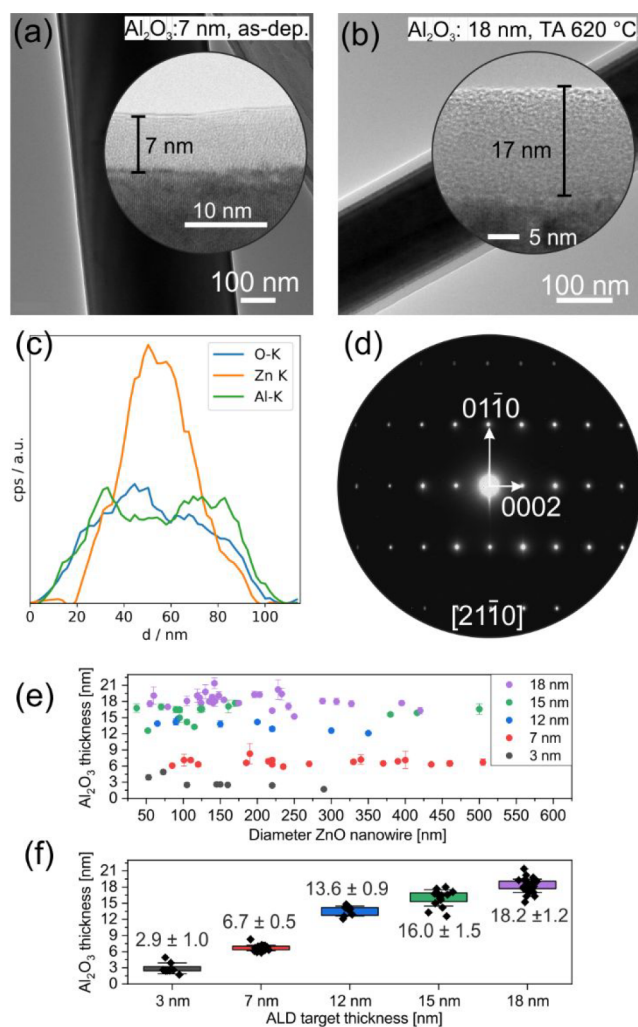 (a)
Al₂O₃:7 nm, as-dep.
7 nm
10 nm
100 nm
(b)
Al₂O₃: 18 nm, TA 620 °C
17 nm
5 nm
100 nm
(c)
O-K
Zn K
Al-K
cps / a.u.
0 20 40 60 80 100
d / nm
(d)
011̄0
0002
[21̄1̄0]
(e)
Al₂O₃ thickness [nm]
21
18
15
12
9
6
3
0
18 nm
15 nm
12 nm
7 nm
3 nm
50 100 150 200 250 300 350 400 450 500 550 600
Diameter ZnO nanowire [nm]
(f)
Al₂O₃ thickness [nm]
21
18
15
12
9
6
3
0
2.9 ± 1.0
6.7 ± 0.5
13.6 ± 0.9
16.0 ± 1.5
18.2 ±1.2
3 nm 7 nm 12 nm 15 nm 18 nm
ALD target thickness [nm]